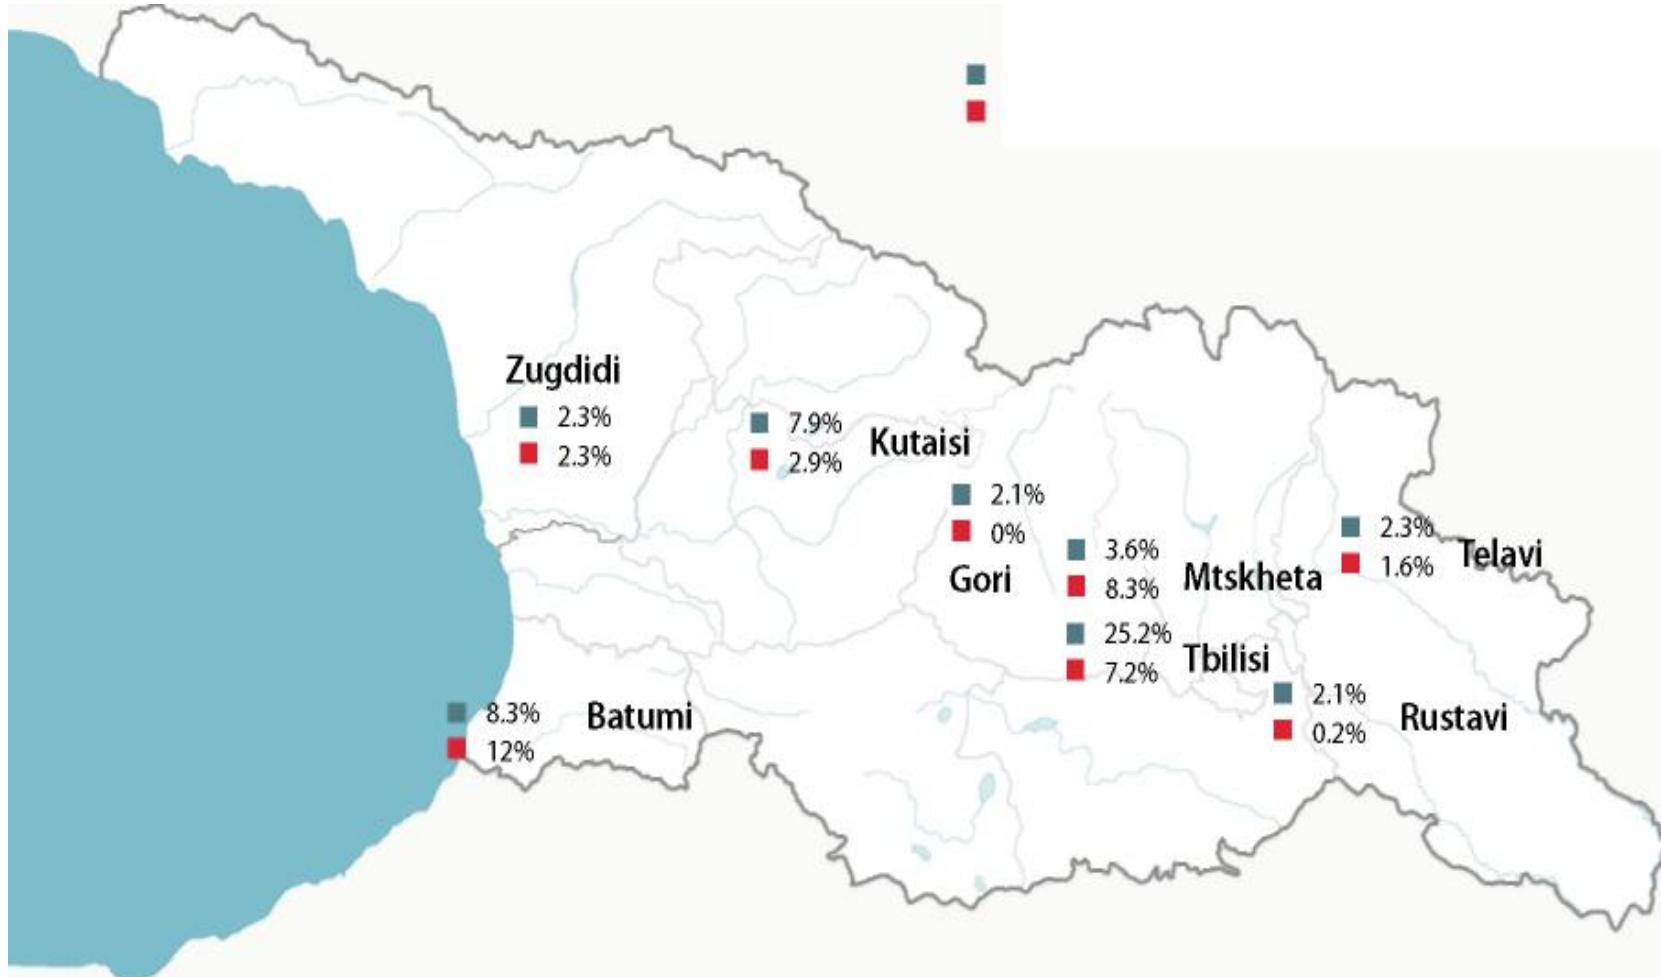 Zugdidi
2.3%
2.3%
7.9%
2.9%
Kutaisi
2.1%
0%
Gori
3.6%
8.3%
Mtskheta
25.2%
7.2%
Tbilisi
2.3%
1.6%
Telavi
2.1%
0.2%
Rustavi
8.3%
12%
Batumi